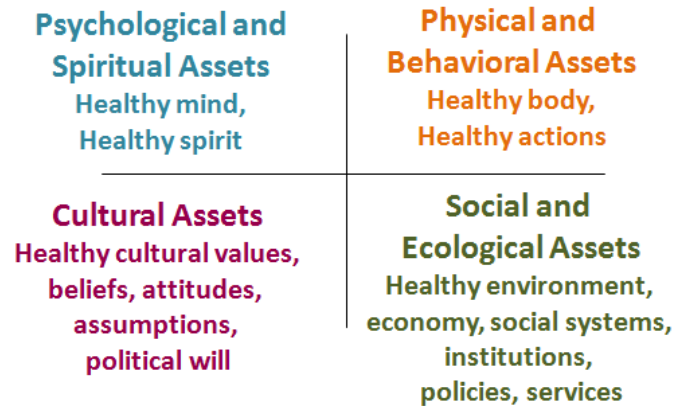 Psychological and
Spiritual Assets
Healthy mind,
Healthy spirit
Physical and
Behavioral Assets
Healthy body,
Healthy actions
Cultural Assets
Healthy cultural values,
beliefs, attitudes,
assumptions,
political will
Social and
Ecological Assets
Healthy environment,
economy, social systems,
institutions,
policies, services